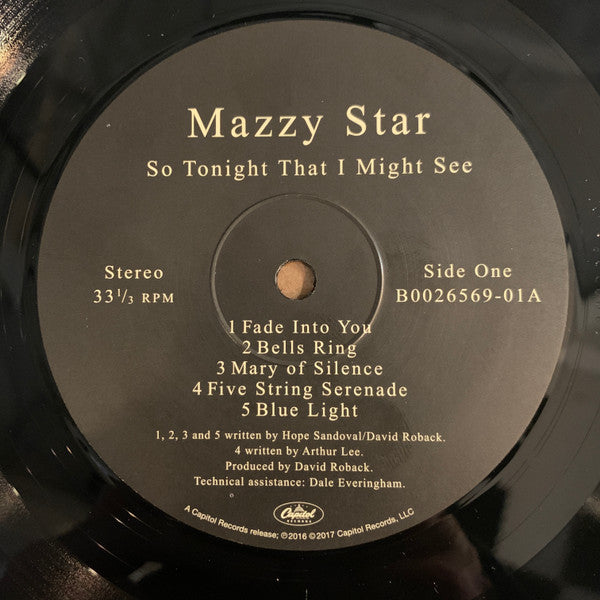 Mazzy Star
So Tonight That I Might See
Stereo
33 1/3 RPM
Side One
B0026569-01A
1 Fade Into You
2 Bells Ring
3 Mary of Silence
4 Five String Serenade
5 Blue Light
1, 2, 3 and 5 written by Hope Sandoval/David Roback.
4 written by Arthur Lee.
Produced by David Roback.
Technical assistance: Dale Everingham.
Capitol
RECORDS
A Capitol Records release; ℗2016 ©2017 Capitol Records, LLC